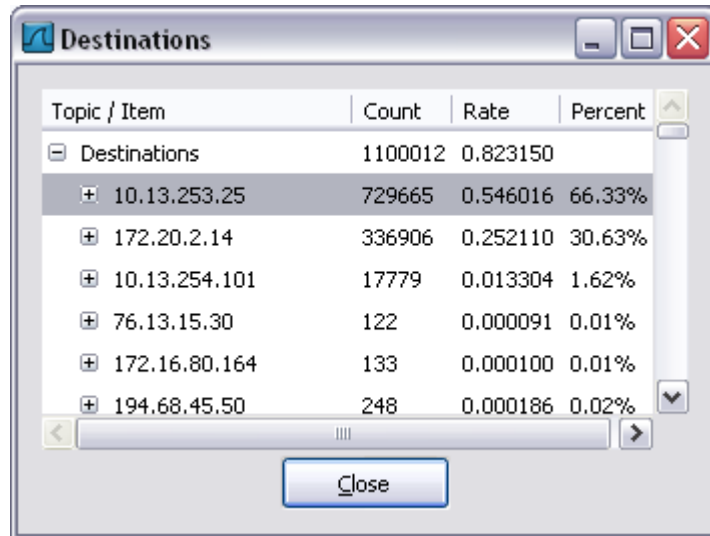 Destinations
Topic / Item Count Rate Percent
Destinations 1100012 0.823150
10.13.253.25 729665 0.546016 66.33%
172.20.2.14 336906 0.252110 30.63%
10.13.254.101 17779 0.013304 1.62%
76.13.15.30 122 0.000091 0.01%
172.16.80.164 133 0.000100 0.01%
194.68.45.50 248 0.000186 0.02%
Close